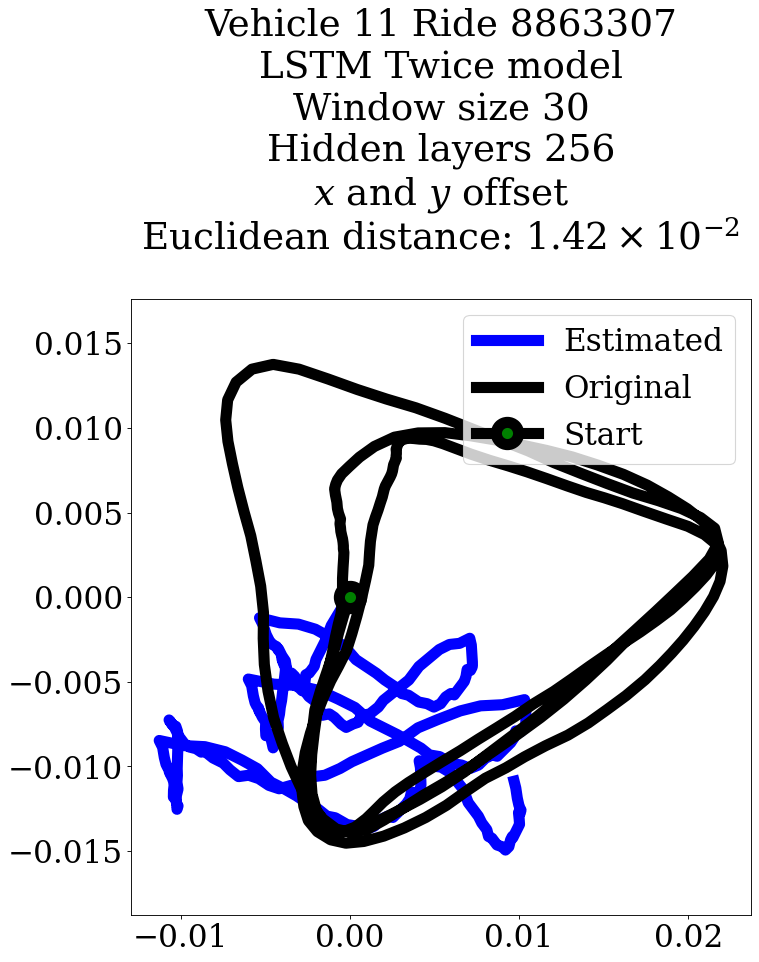 Vehicle 11 Ride 8863307
LSTM Twice model
Window size 30
Hidden layers 256
x and y offset
Euclidean distance: 1.42 × 10⁻²
Estimated
Original
Start
0.015
0.010
0.005
0.000
−0.005
−0.010
−0.015
−0.01 0.00 0.01 0.02